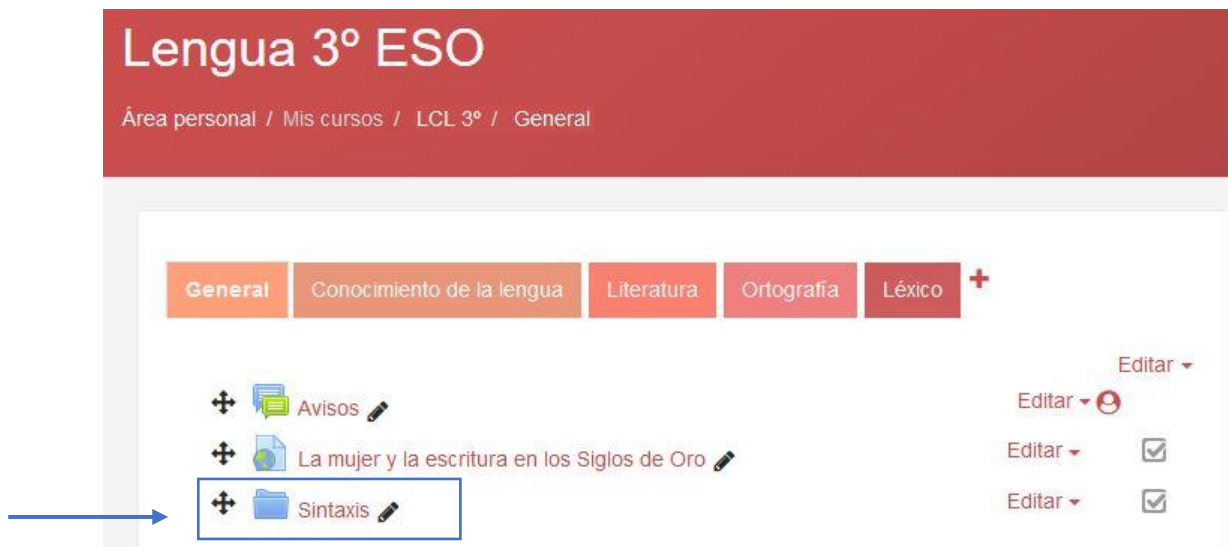 Lengua 3º ESO
Área personal / Mis cursos / LCL 3º / General
General Conocimiento de la lengua Literatura Ortografía Léxico
Editar
Avisos Editar
La mujer y la escritura en los Siglos de Oro Editar
Sintaxis Editar